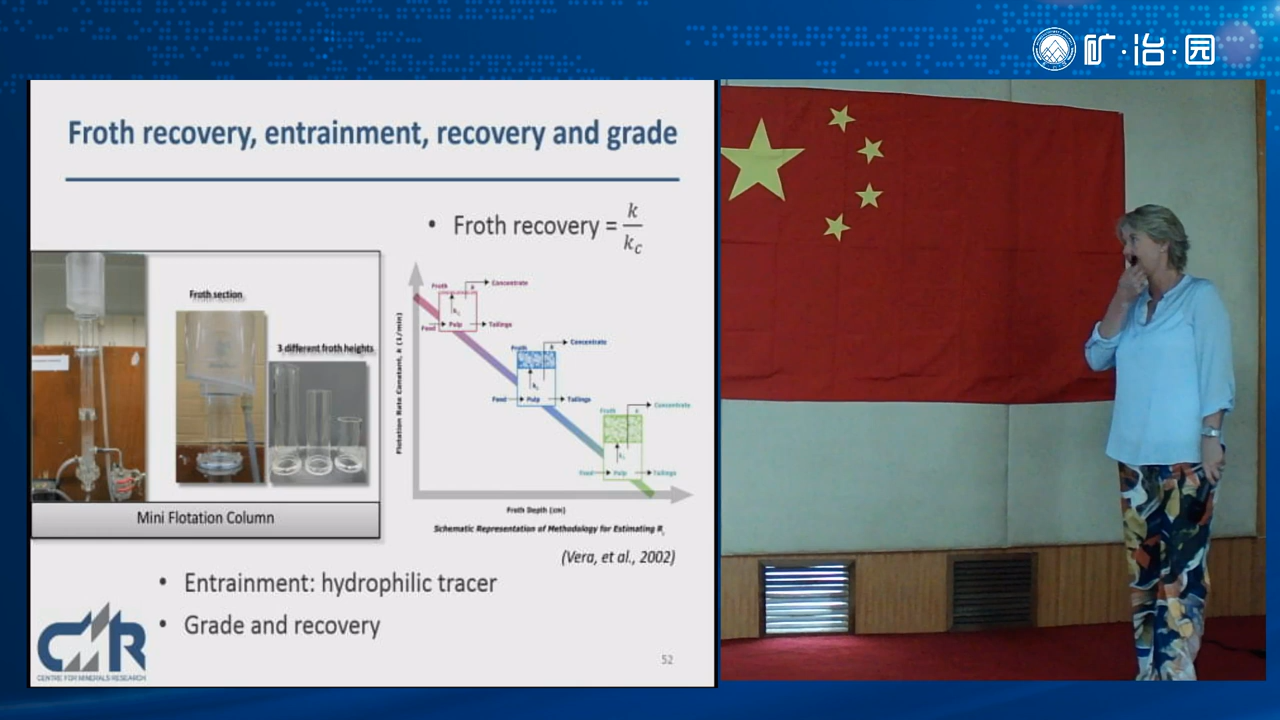 矿·冶·园
Froth recovery, entrainment, recovery and grade
• Froth recovery = k/k_C
Froth section
3 different froth heights
Mini Flotation Column
Flotation Rate Constant, k (1/min)
Froth
k
Concentrate
Feed
Pulp
Tailings
Froth
k
Concentrate
Feed
Pulp
Tailings
Froth
k
Concentrate
Feed
Pulp
Tailings
Froth Depth (cm)
Schematic Representation of Methodology for Estimating R
(Vera, et al., 2002)
• Entrainment: hydrophilic tracer
• Grade and recovery
CMR
CENTRE FOR MINERALS RESEARCH
52